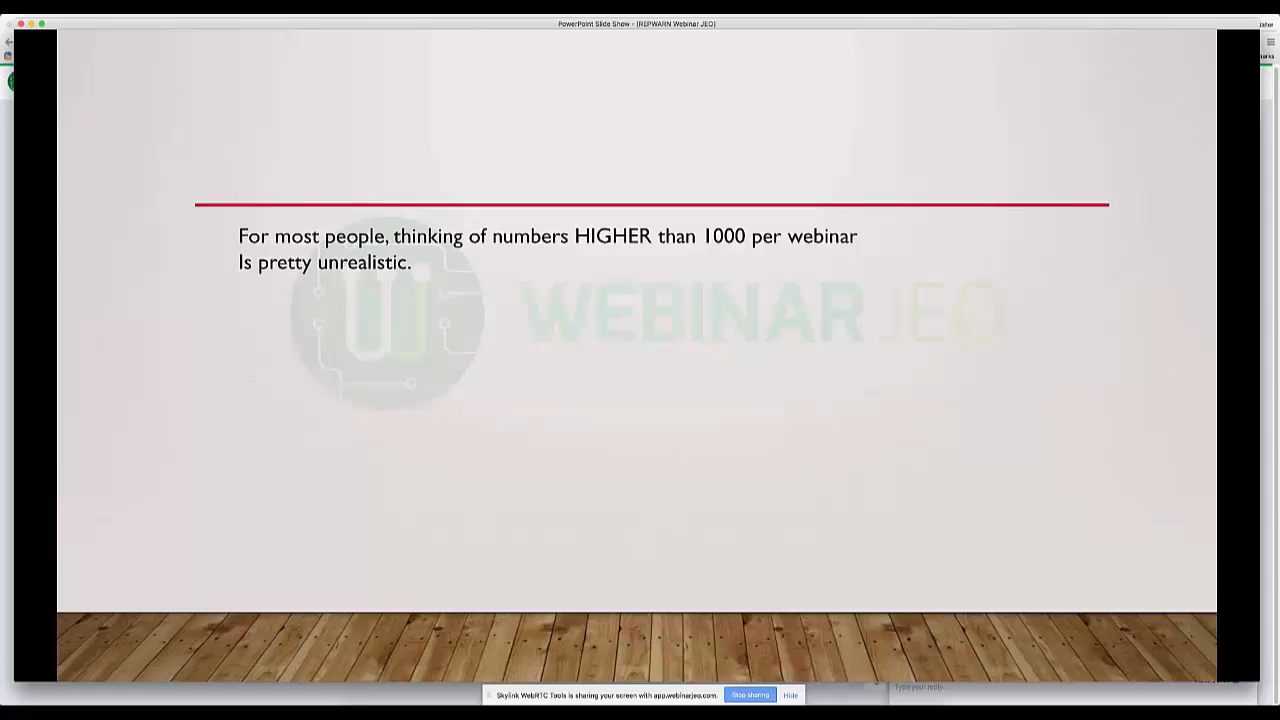 PowerPoint Slide Show - [REPWARN Webinar JEO]
For most people, thinking of numbers HIGHER than 1000 per webinar
Is pretty unrealistic.
WEBINAR JEO
Skylink WebRTC Tools is sharing your screen with app.webinarjeo.com.
Stop sharing
Hide
Type your reply...